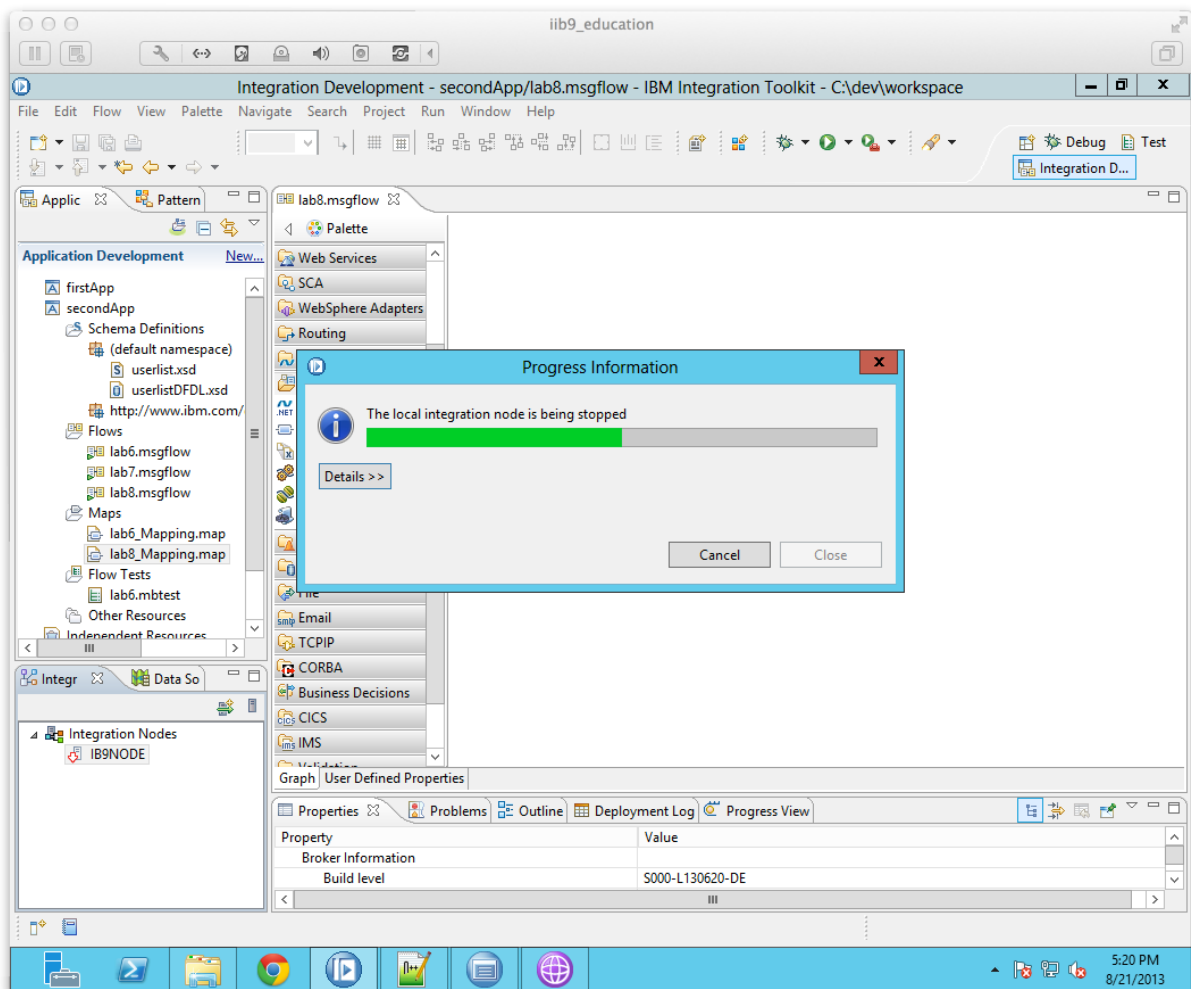 iib9_education
Integration Development - secondApp/lab8.msgflow - IBM Integration Toolkit - C:\dev\workspace
File Edit Flow View Palette Navigate Search Project Run Window Help
Debug Test
Integration D...
Applic Pattern
lab8.msgflow
Palette
Application Development New...
Web Services
SCA
WebSphere Adapters
Routing
firstApp
secondApp
Schema Definitions
(default namespace)
userlist.xsd
userlistDFDL.xsd
http://www.ibm.com/
Flows
lab6.msgflow
lab7.msgflow
lab8.msgflow
Maps
lab6_Mapping.map
lab8_Mapping.map
Flow Tests
lab6.mbtest
Other Resources
Independent Resources
.NET
Progress Information
The local integration node is being stopped
Details >>
Cancel Close
File
Email
TCPIP
CORBA
Business Decisions
CICS
IMS
Validation
Graph User Defined Properties
Integr Data So
Integration Nodes
IB9NODE
Properties Problems Outline Deployment Log Progress View
Property Value
Broker Information
Build level S000-L130620-DE
5:20 PM
8/21/2013